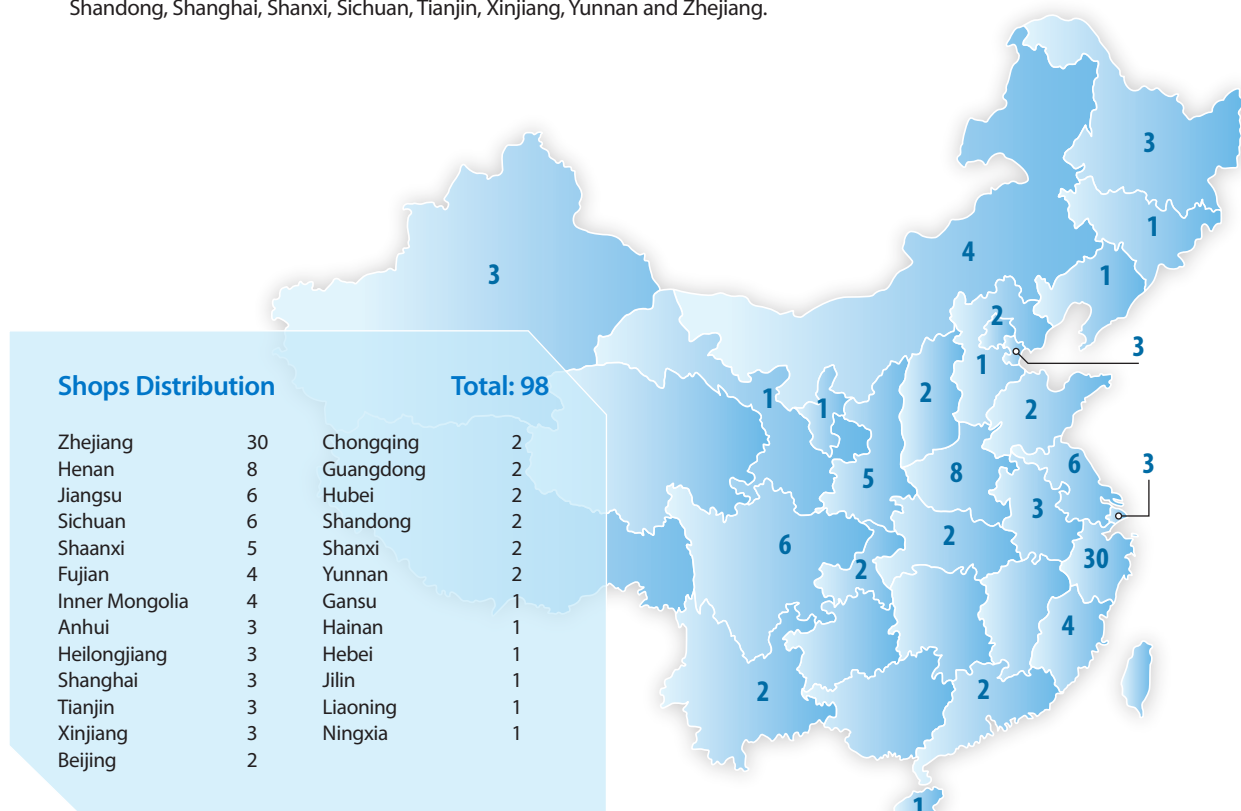 Shandong, Shanghai, Shanxi, Sichuan, Tianjin, Xinjiang, Yunnan and Zhejiang.
3
1
4
3
1
2
3
1
1
1
2
2
6
3
5
8
3
2
6
2
30
4
2
2
1
Shops Distribution Total: 98
Zhejiang 30 Chongqing 2
Henan 8 Guangdong 2
Jiangsu 6 Hubei 2
Sichuan 6 Shandong 2
Shaanxi 5 Shanxi 2
Fujian 4 Yunnan 2
Inner Mongolia 4 Gansu 1
Anhui 3 Hainan 1
Heilongjiang 3 Hebei 1
Shanghai 3 Jilin 1
Tianjin 3 Liaoning 1
Xinjiang 3 Ningxia 1
Beijing 2